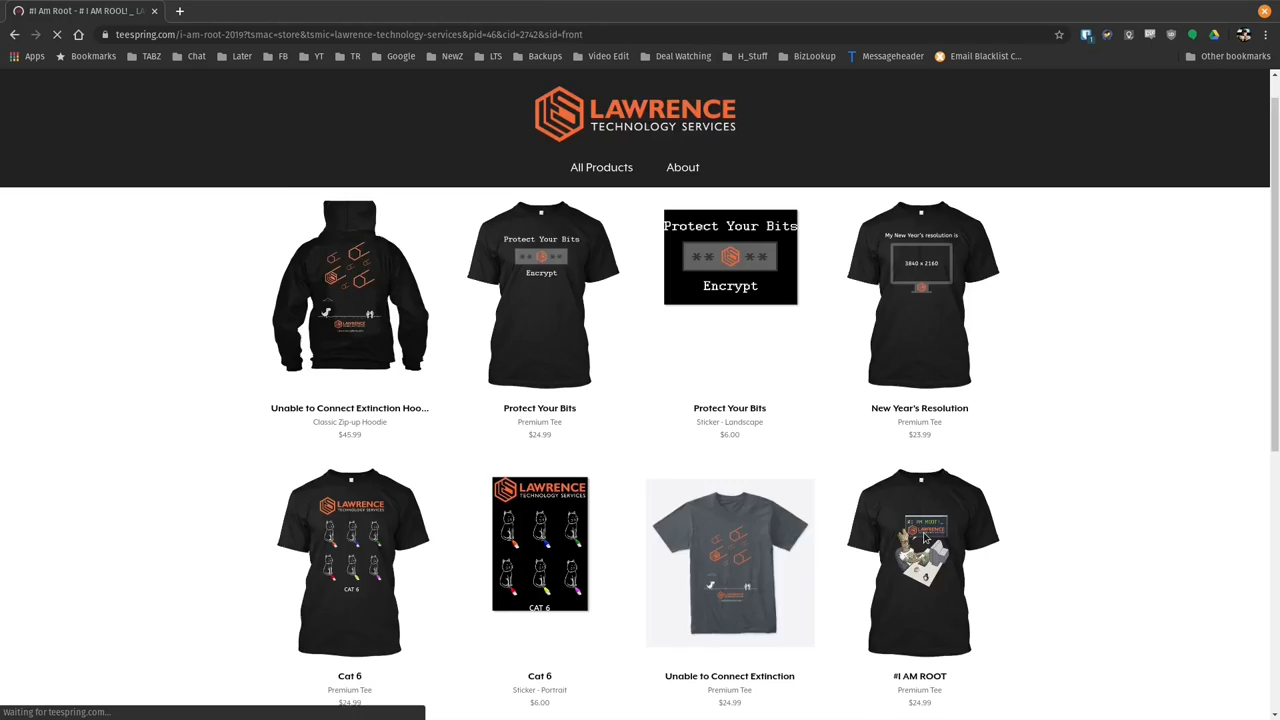 #I Am Root - # I AM ROOL! _ LA
teespring.com/i-am-root-2019?tsmac=store&tsmic=lawrence-technology-services&pid=46&cid=2742&sid=front
Apps
Bookmarks
TABZ
Chat
Later
FB
YT
TR
Google
NewZ
LTS
Backups
Video Edit
Deal Watching
H_Stuff
BizLookup
Messageheader
Email Blacklist C...
Other bookmarks
LAWRENCE
TECHNOLOGY SERVICES
All Products
About
Protect Your Bits
** **
Encrypt
Protect Your Bits
** **
Encrypt
My New Year's resolution is
3840 x 2160
LAWRENCE
Unable to Connect Extinction Hoo...
Classic Zip-up Hoodie
$45.99
Protect Your Bits
Premium Tee
$24.99
Protect Your Bits
Sticker - Landscape
$6.00
New Year's Resolution
Premium Tee
$23.99
LAWRENCE
TECHNOLOGY SERVICES
CAT 6
LAWRENCE
TECHNOLOGY SERVICES
CAT 6
LAWRENCE
#I AM ROOT!_
LAWRENCE
Cat 6
Premium Tee
$24.99
Cat 6
Sticker - Portrait
$6.00
Unable to Connect Extinction
Premium Tee
$24.99
#I AM ROOT
Premium Tee
$24.99
Waiting for teespring.com...